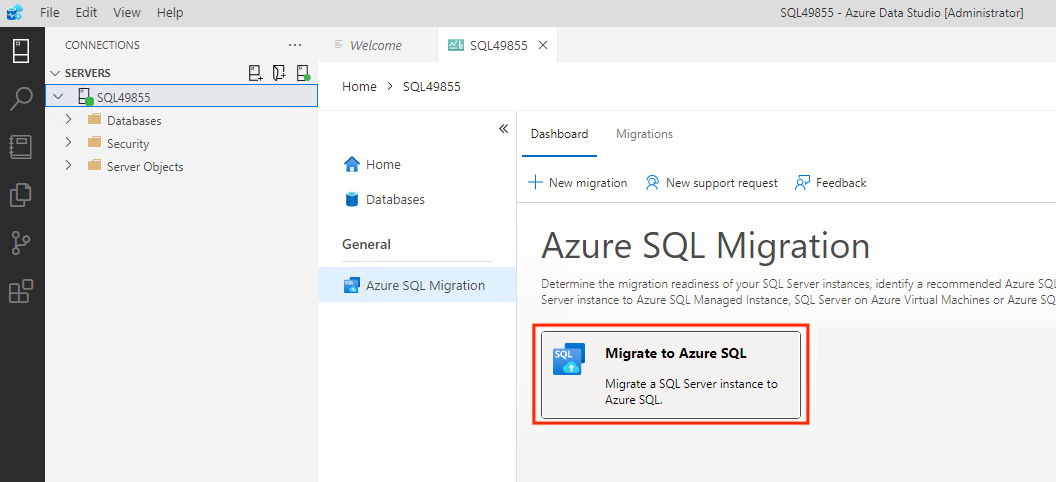 File Edit View Help
SQL49855 - Azure Data Studio [Administrator]
CONNECTIONS
Welcome
SQL49855
SERVERS
SQL49855
Databases
Security
Server Objects
Home > SQL49855
Home
Databases
General
Azure SQL Migration
Dashboard Migrations
New migration New support request Feedback
Azure SQL Migration
Determine the migration readiness of your SQL Server instances, identify a recommended Azure SQL
Server instance to Azure SQL Managed Instance, SQL Server on Azure Virtual Machines or Azure SQ
SQL
Migrate to Azure SQL
Migrate a SQL Server instance to
Azure SQL.